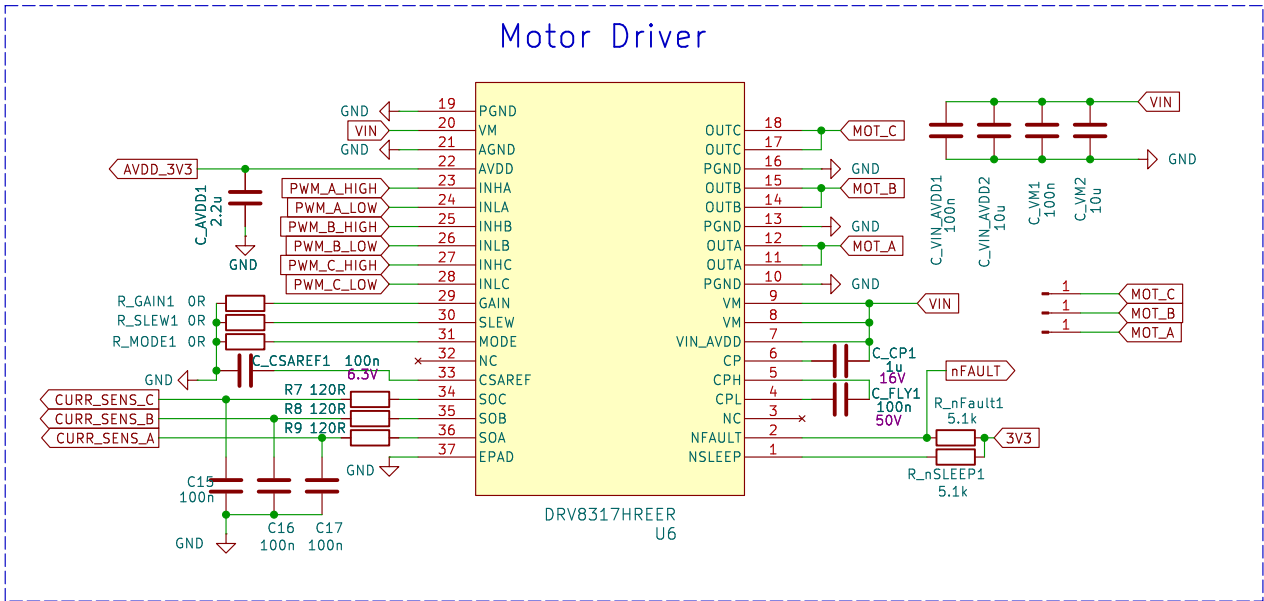 Motor Driver
GND 19 PGND
VIN 20 VM
GND 21 AGND
AVDD_3V3 22 AVDD
C_AVDD1
2.2u
GND
PWM_A_HIGH 23 INHA
PWM_A_LOW 24 INLA
PWM_B_HIGH 25 INHB
PWM_B_LOW 26 INLB
PWM_C_HIGH 27 INHC
PWM_C_LOW 28 INLC
R_GAIN1 0R 29 GAIN
R_SLEW1 0R 30 SLEW
R_MODE1 0R 31 MODE
C_CSAREF1 100n 32 NC
6.3V
GND 33 CSAREF
CURR_SENS_C R7 120R 34 SOC
CURR_SENS_B R8 120R 35 SOB
CURR_SENS_A R9 120R 36 SOA
GND 37 EPAD
C15
100n
C16
100n
C17
100n
GND
OUTC 18 MOT_C
OUTC 17
PGND 16 GND
OUTB 15 MOT_B
OUTB 14
PGND 13 GND
OUTA 12 MOT_A
OUTA 11
PGND 10 GND
VM 9 VIN
VM 8
VIN_AVDD 7
CP 6
C_CP1
1u
16V
CPH 5
CPL 4
C_FLY1
100n
50V
NC 3
NFAULT 2
NSLEEP 1
nFAULT
R_nFault1
5.1k
3V3
R_nSLEEP1
5.1k
DRV8317HREER
U6
VIN
GND
C_VIN_AVDD1
100n
C_VIN_AVDD2
10u
C_VM1
100n
C_VM2
10u
1 MOT_C
1 MOT_B
1 MOT_A